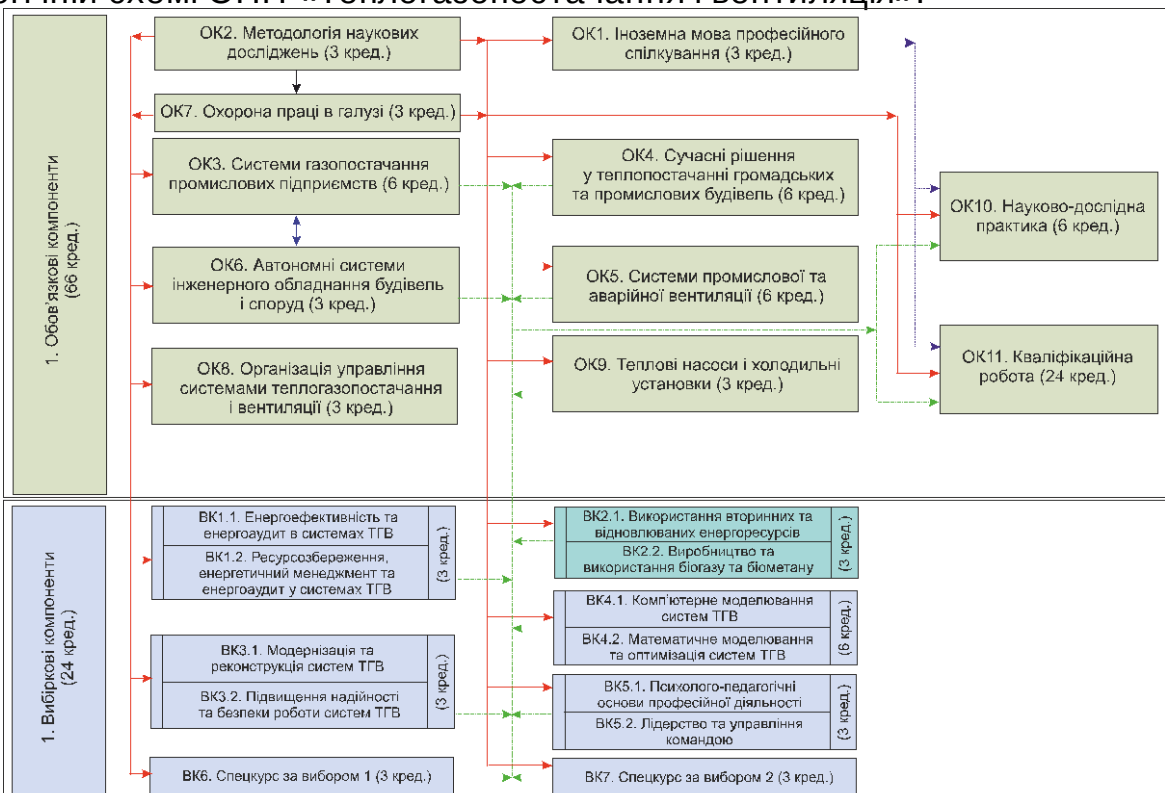 ОК2. Методологія наукових
досліджень (3 кред.)
ОК1. Іноземна мова професійного
спілкування (3 кред.)
ОК7. Охорона праці в галузі (3 кред.)
1. Обов’язкові компоненти
(66 кред.)
ОК3. Системи газопостачання
промислових підприємств (6 кред.)
ОК4. Сучасні рішення
у теплопостачанні громадських
та промислових будівель (6 кред.)
ОК10. Науково-дослідна
практика (6 кред.)
ОК6. Автономні системи
інженерного обладнання будівель
і споруд (3 кред.)
ОК5. Системи промислової та
аварійної вентиляції (6 кред.)
ОК8. Організація управління
системами теплогазопостачання
і вентиляції (3 кред.)
ОК9. Теплові насоси і холодильні
установки (3 кред.)
ОК11. Кваліфікаційна
робота (24 кред.)
1. Вибіркові компоненти
(24 кред.)
ВК1.1. Енергоефективність та
енергоаудит в системах ТГВ
ВК1.2. Ресурсозбереження,
енергетичний менеджмент та
енергоаудит у системах ТГВ
(3 кред.)
ВК2.1. Використання вторинних та
відновлюваних енергоресурсів
ВК2.2. Виробництво та
використання біогазу та біометану
(3 кред.)
ВК4.1. Комп’ютерне моделювання
систем ТГВ
ВК4.2. Математичне моделювання
та оптимізація систем ТГВ
(6 кред.)
ВК3.1. Модернізація та
реконструкція систем ТГВ
ВК3.2. Підвищення надійності
та безпеки роботи систем ТГВ
(3 кред.)
ВК5.1. Психолого-педагогічні
основи професійної діяльності
ВК5.2. Лідерство та управління
командою
(3 кред.)
ВК6. Спецкурс за вибором 1 (3 кред.)
ВК7. Спецкурс за вибором 2 (3 кред.)